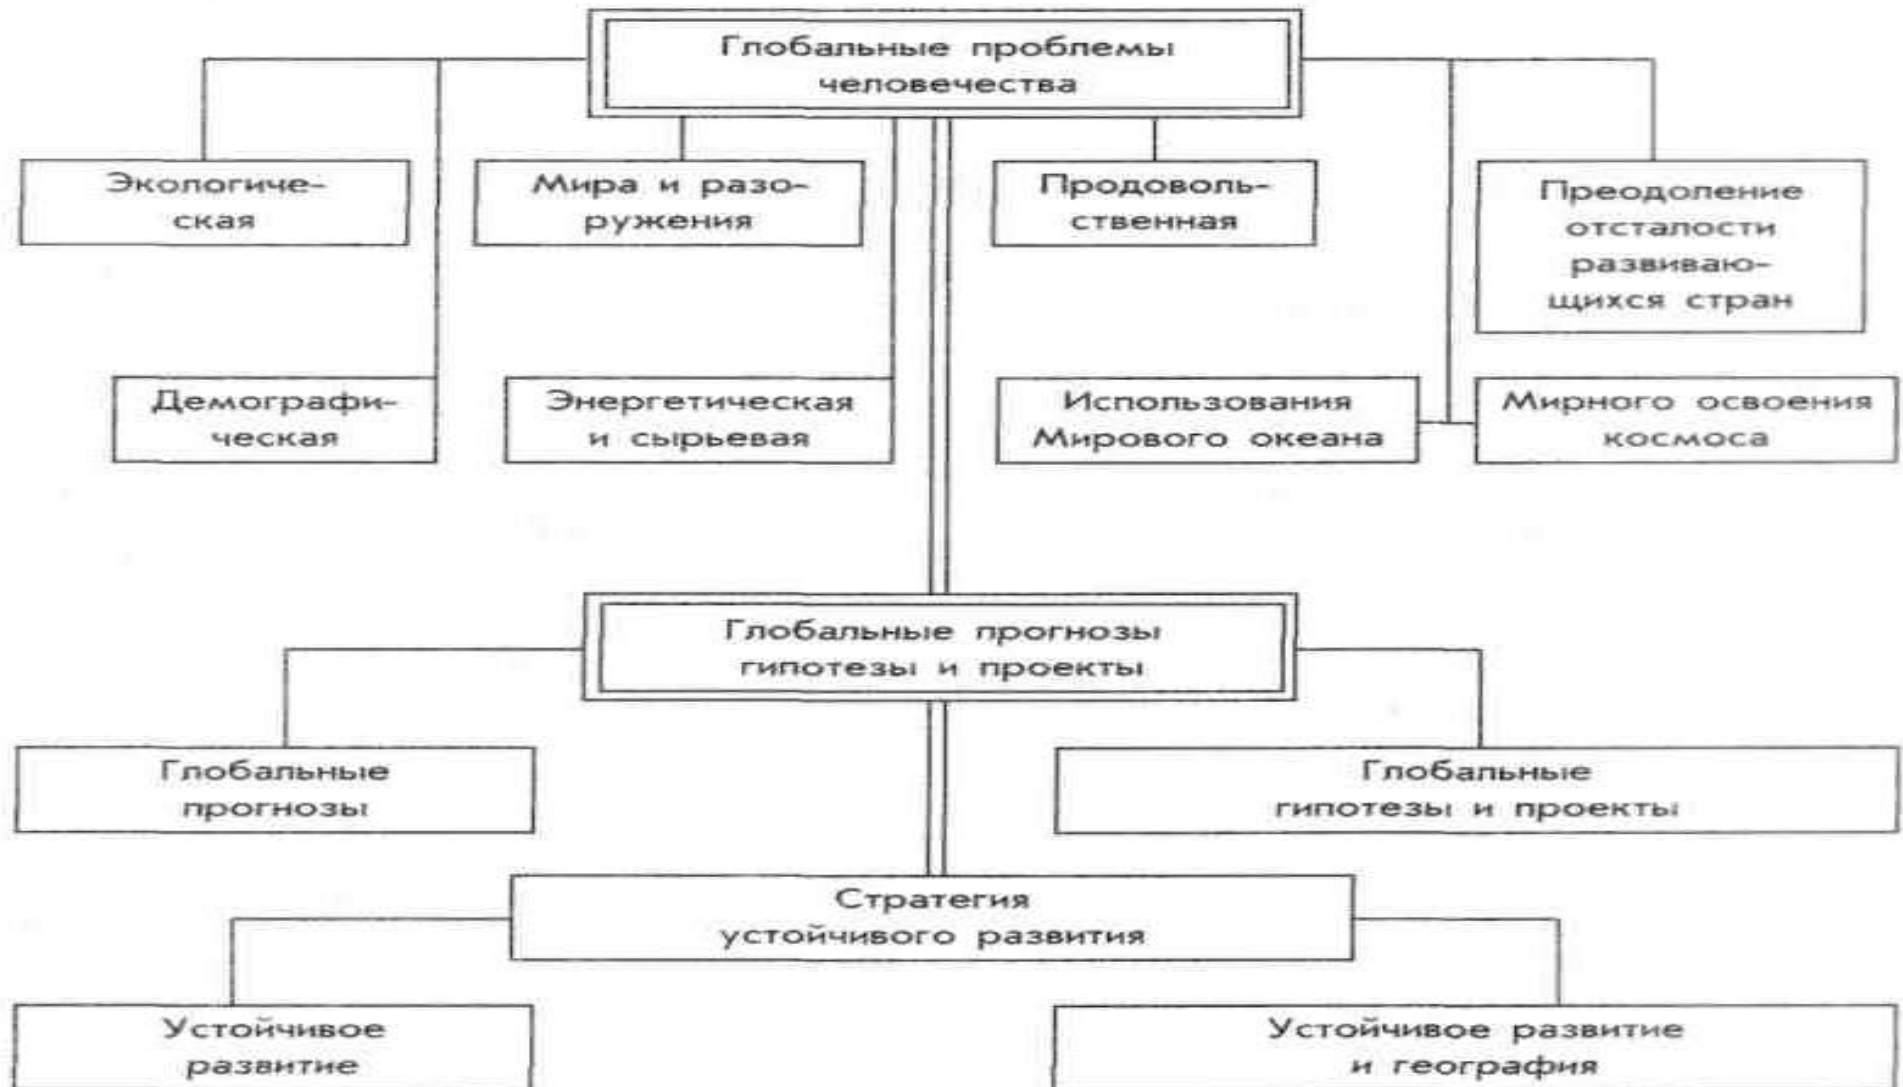 Глобальные проблемы
человечества
Экологиче-
ская
Мира и разо-
ружения
Продоволь-
ственная
Преодоление
отсталости
развиваю-
щихся стран
Демографи-
ческая
Энергетическая
и сырьевая
Использования
Мирового океана
Мирного освоения
космоса
Глобальные прогнозы
гипотезы и проекты
Глобальные
прогнозы
Глобальные
гипотезы и проекты
Стратегия
устойчивого развития
Устойчивое
развитие
Устойчивое развитие
и география